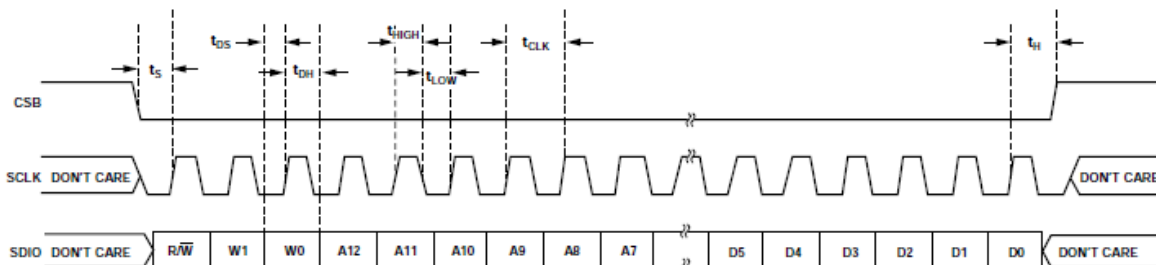 tDS tHIGH tCLK tH
tS tDH tLOW
CSB
SCLK DON'T CARE DON'T CARE
SDIO DON'T CARE R/W̅ W1 W0 A12 A11 A10 A9 A8 A7 D5 D4 D3 D2 D1 D0 DON'T CARE